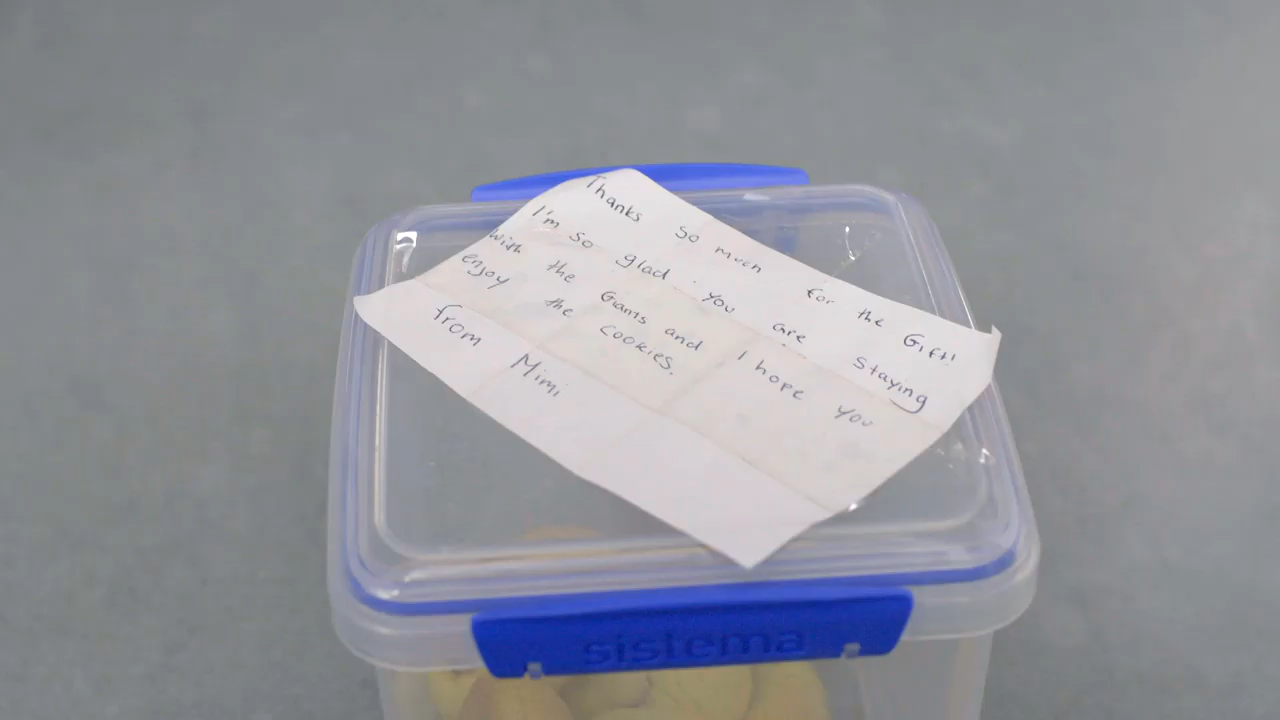 Thanks so much for the Gift!
I'm so glad you are staying
with the Giants and I hope you
enjoy the cookies.
from Mimi
sistema